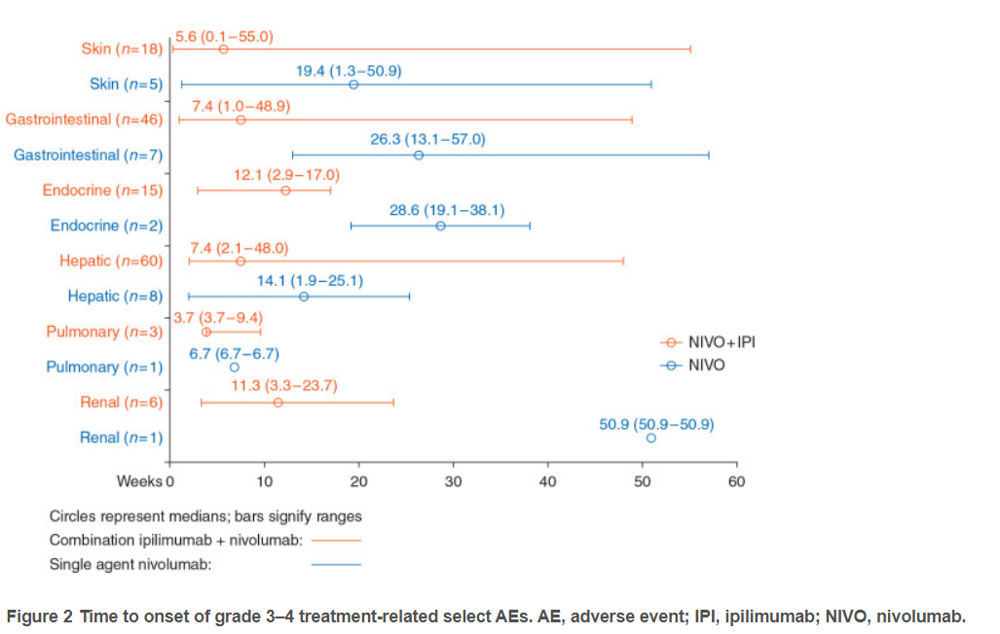 5.6 (0.1–55.0)
Skin (n=18)
19.4 (1.3–50.9)
Skin (n=5)
7.4 (1.0–48.9)
Gastrointestinal (n=46)
26.3 (13.1–57.0)
Gastrointestinal (n=7)
12.1 (2.9–17.0)
Endocrine (n=15)
28.6 (19.1–38.1)
Endocrine (n=2)
7.4 (2.1–48.0)
Hepatic (n=60)
14.1 (1.9–25.1)
Hepatic (n=8)
3.7 (3.7–9.4)
Pulmonary (n=3)
NIVO+IPI
6.7 (6.7–6.7)
Pulmonary (n=1)
NIVO
11.3 (3.3–23.7)
Renal (n=6)
50.9 (50.9–50.9)
Renal (n=1)
Weeks 0 10 20 30 40 50 60
Circles represent medians; bars signify ranges
Combination ipilimumab + nivolumab:
Single agent nivolumab:
Figure 2 Time to onset of grade 3–4 treatment-related select AEs. AE, adverse event; IPI, ipilimumab; NIVO, nivolumab.